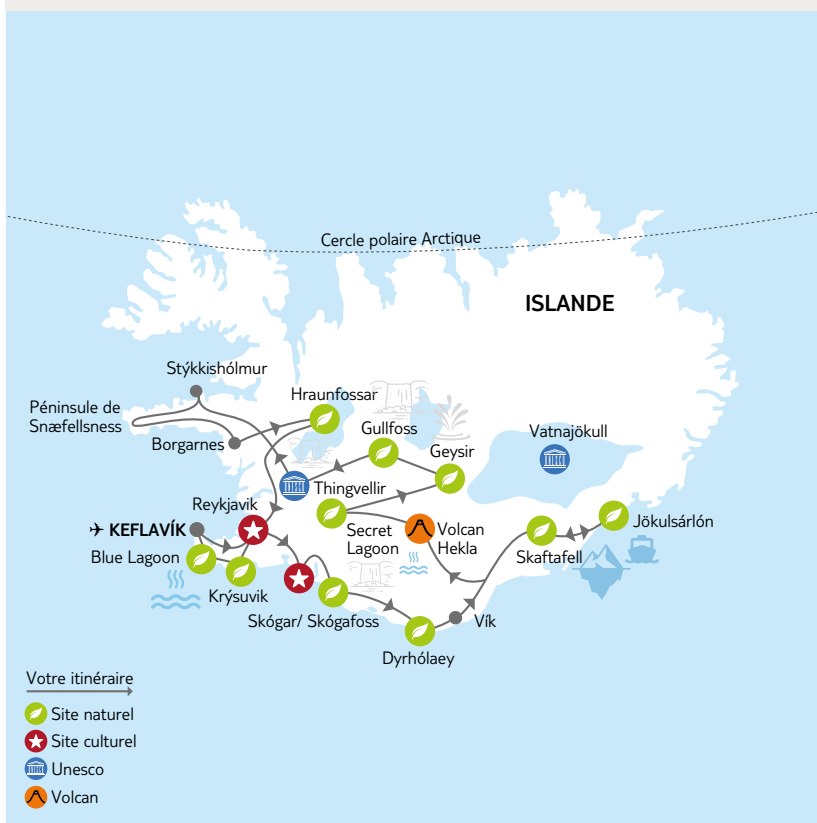 Cercle polaire Arctique
ISLANDE
Stýkkishólmur
Hraunfossar
Péninsule de
Snæfellsness
Borgarnes
Gullfoss
Geysir
Vatnajökull
Thingvellir
Reykjavik
✈ KEFLAVÍK
Secret
Lagoon
Volcan
Hekla
Jökulsárlón
Blue Lagoon
Skaftafell
Krýsuvik
Skógar/ Skógafoss
Vík
Dyrhólaey
Votre itinéraire
Site naturel
Site culturel
Unesco
Volcan